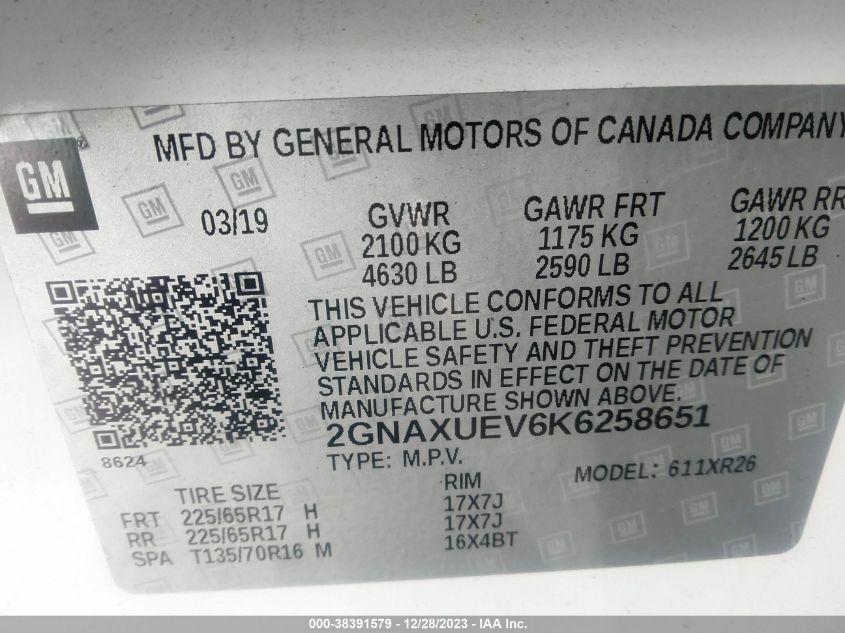 MFD BY GENERAL MOTORS OF CANADA COMPANY
GM
03/19
GVWR GAWR FRT GAWR RR
2100 KG 1175 KG 1200 KG
4630 LB 2590 LB 2645 LB
THIS VEHICLE CONFORMS TO ALL
APPLICABLE U.S. FEDERAL MOTOR
VEHICLE SAFETY AND THEFT PREVENTION
STANDARDS IN EFFECT ON THE DATE OF
MANUFACTURE SHOWN ABOVE.
2GNAXUEV6K6258651
8624
TYPE: M.P.V. MODEL: 611XR26
TIRE SIZE RIM
FRT 225/65R17 H 17X7J
RR 225/65R17 H 17X7J
SPA T135/70R16 M 16X4BT
000-38391579 - 12/28/2023 - © Copyright 2023, IAA, Inc.